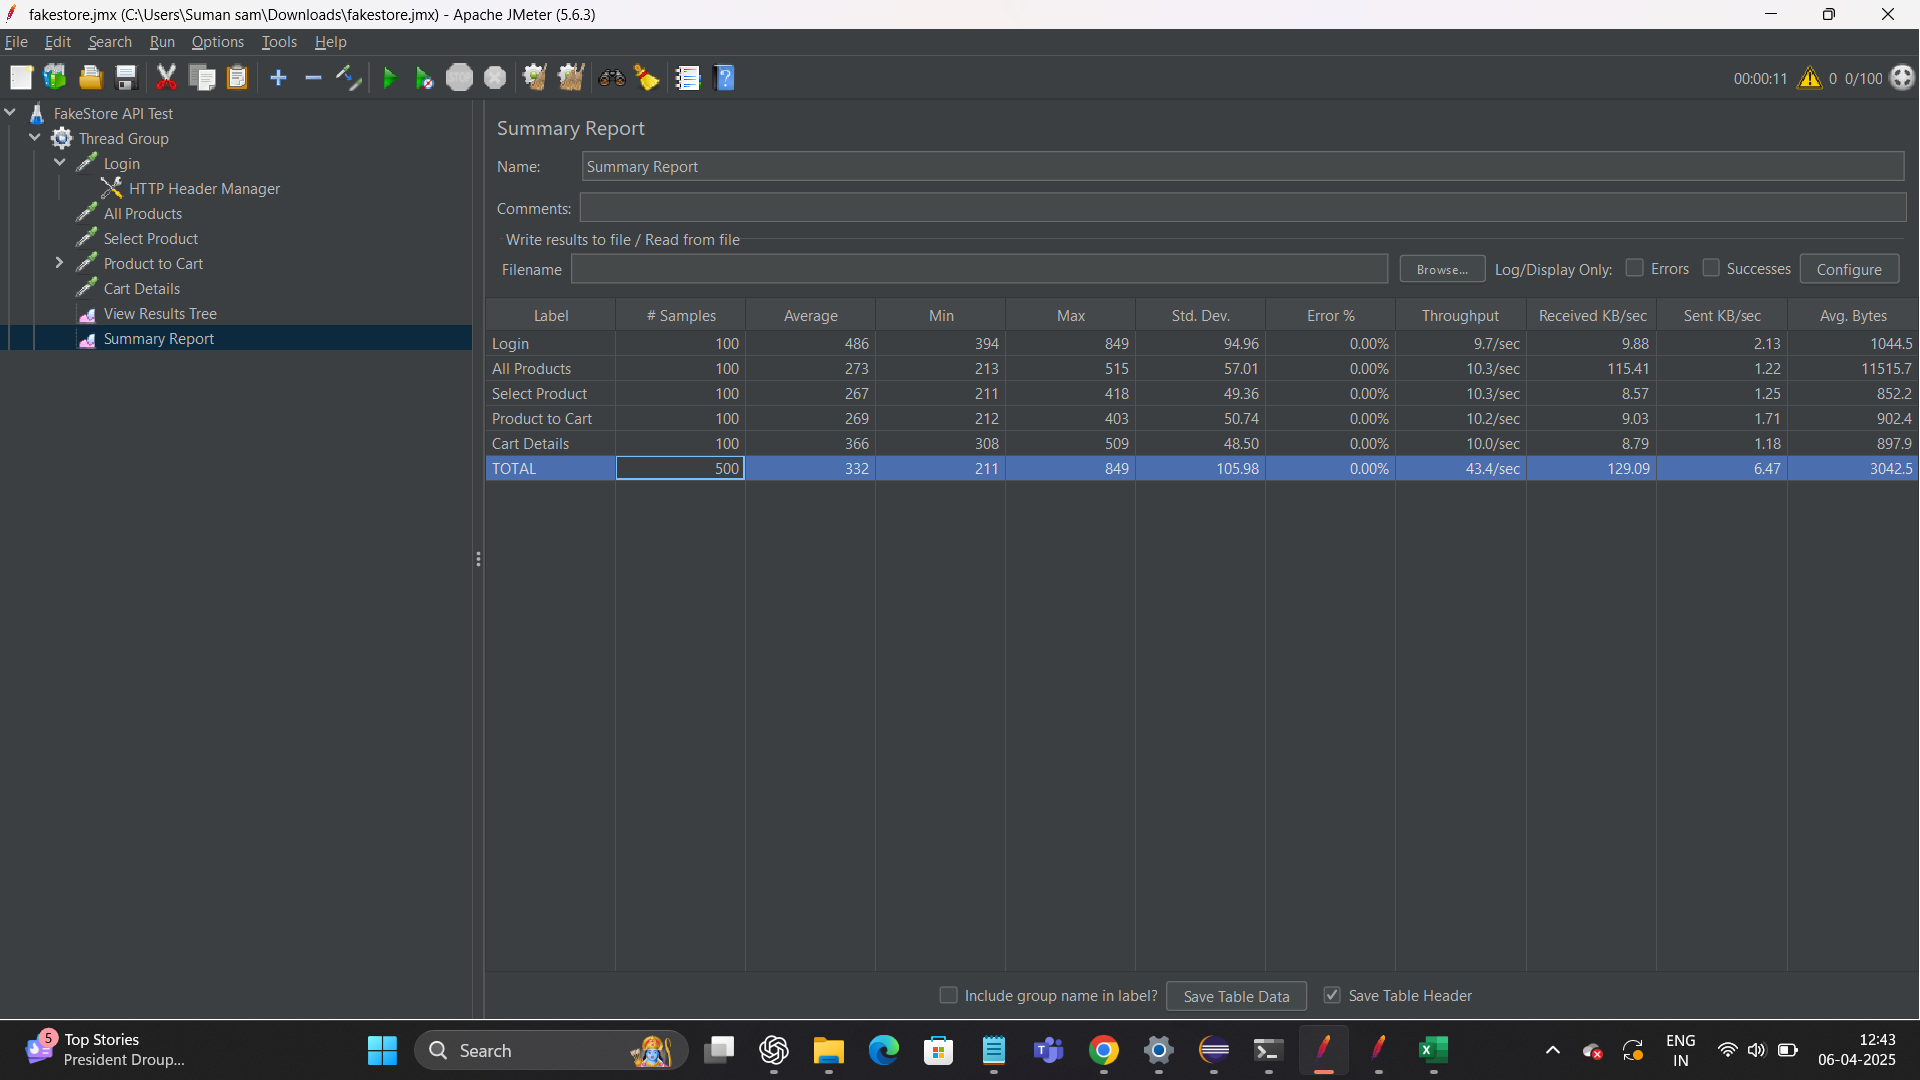 fakestore.jmx (C:\Users\Suman sam\Downloads\fakestore.jmx) - Apache JMeter (5.6.3)
File Edit Search Run Options Tools Help
STOP 00:00:11 0 0/100
FakeStore API Test
Thread Group
Login
HTTP Header Manager
All Products
Select Product
Product to Cart
Cart Details
View Results Tree
Summary Report
Summary Report
Name: Summary Report
Comments:
Write results to file / Read from file
Filename Browse... Log/Display Only: Errors Successes Configure
Label # Samples Average Min Max Std. Dev. Error % Throughput Received KB/sec Sent KB/sec Avg. Bytes
Login 100 486 394 849 94.96 0.00% 9.7/sec 9.88 2.13 1044.5
All Products 100 273 213 515 57.01 0.00% 10.3/sec 115.41 1.22 11515.7
Select Product 100 267 211 418 49.36 0.00% 10.3/sec 8.57 1.25 852.2
Product to Cart 100 269 212 403 50.74 0.00% 10.2/sec 9.03 1.71 902.4
Cart Details 100 366 308 509 48.50 0.00% 10.0/sec 8.79 1.18 897.9
TOTAL 500 332 211 849 105.98 0.00% 43.4/sec 129.09 6.47 3042.5
Include group name in label? Save Table Data Save Table Header
5 Top Stories
President Droup...
Search
ENG
IN
12:43
06-04-2025